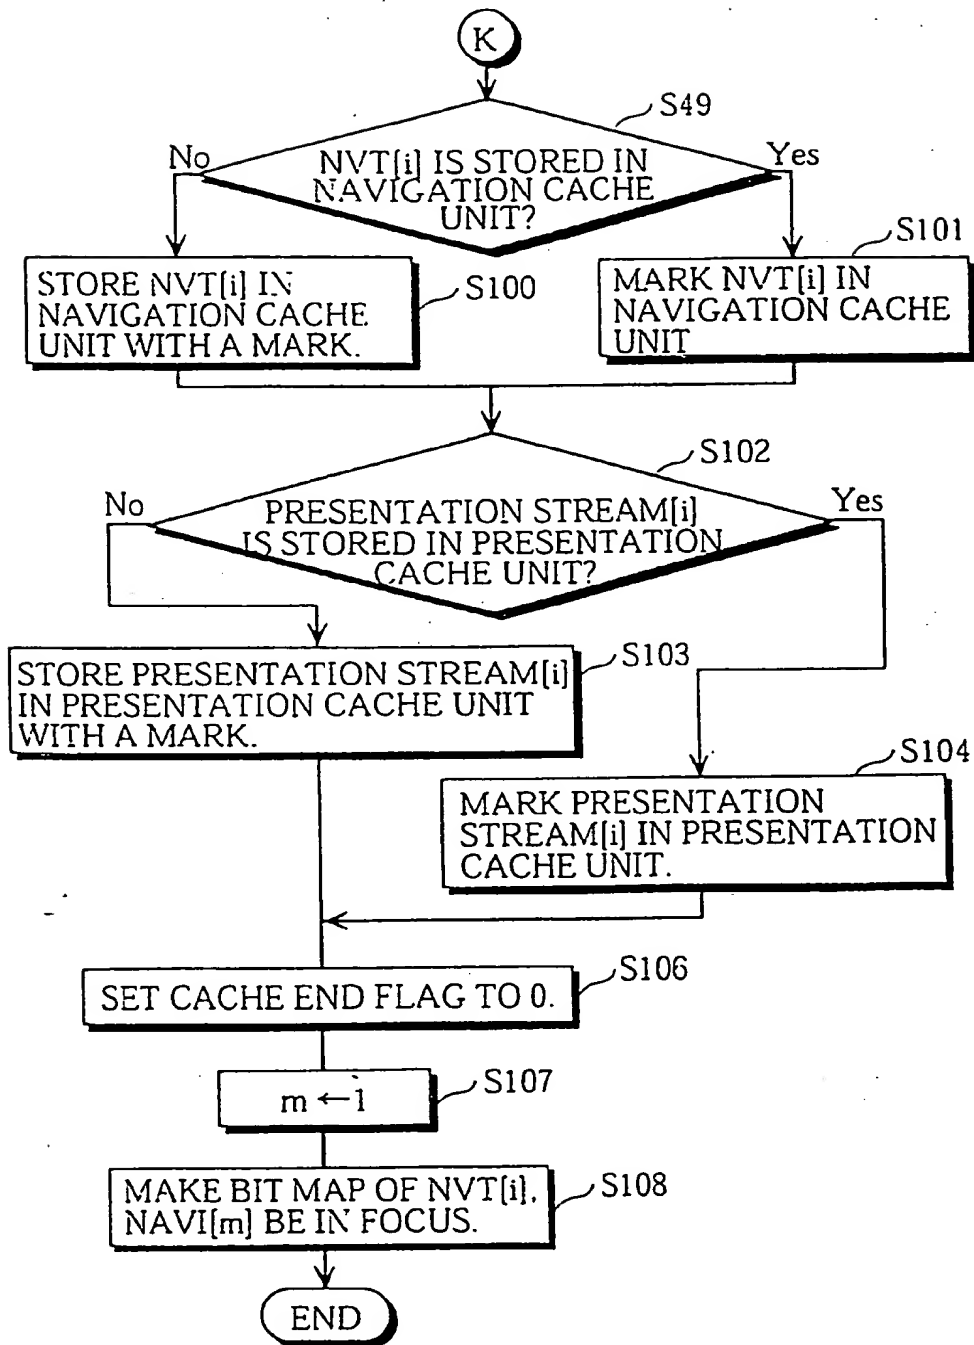 K
S49
No
Yes
NVT[i] IS STORED IN
NAVIGATION CACHE
UNIT?
S101
STORE NVT[i] IN
NAVIGATION CACHE
UNIT WITH A MARK.
S100
MARK NVT[i] IN
NAVIGATION CACHE
UNIT
S102
No
Yes
PRESENTATION STREAM[i]
IS STORED IN PRESENTATION
CACHE UNIT?
S103
STORE PRESENTATION STREAM[i]
IN PRESENTATION CACHE UNIT
WITH A MARK.
S104
MARK PRESENTATION
STREAM[i] IN PRESENTATION
CACHE UNIT.
S106
SET CACHE END FLAG TO 0.
S107
m ← i
S108
MAKE BIT MAP OF NVT[i],
NAVI[m] BE IN FOCUS.
END